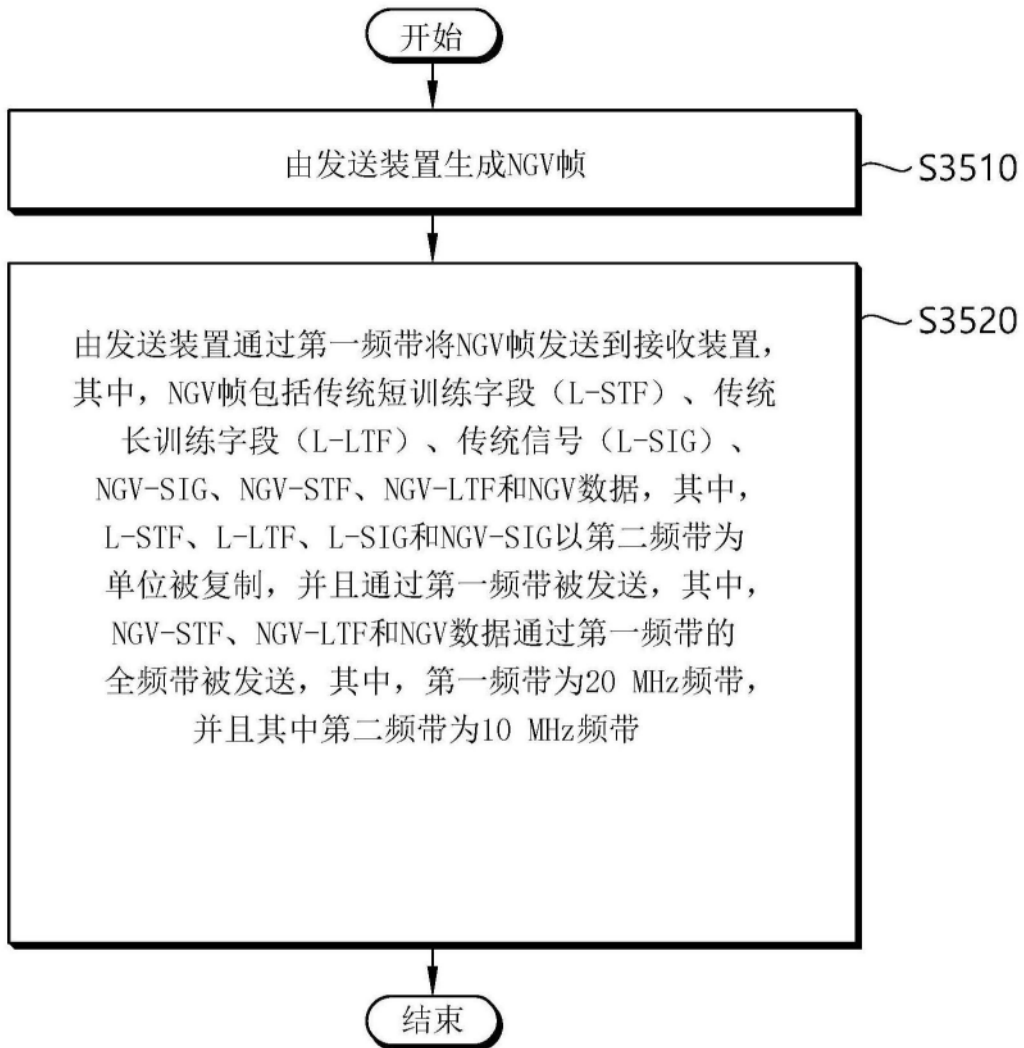 开始
由发送装置生成NGV帧
S3510
由发送装置通过第一频带将NGV帧发送到接收装置，
其中，NGV帧包括传统短训练字段（L-STF）、传统
长训练字段（L-LTF）、传统信号（L-SIG）、
NGV-SIG、NGV-STF、NGV-LTF和NGV数据，其中，
L-STF、L-LTF、L-SIG和NGV-SIG以第二频带为
单位被复制，并且通过第一频带被发送，其中，
NGV-STF、NGV-LTF和NGV数据通过第一频带的
全频带被发送，其中，第一频带为20 MHz频带，
并且其中第二频带为10 MHz频带
S3520
结束